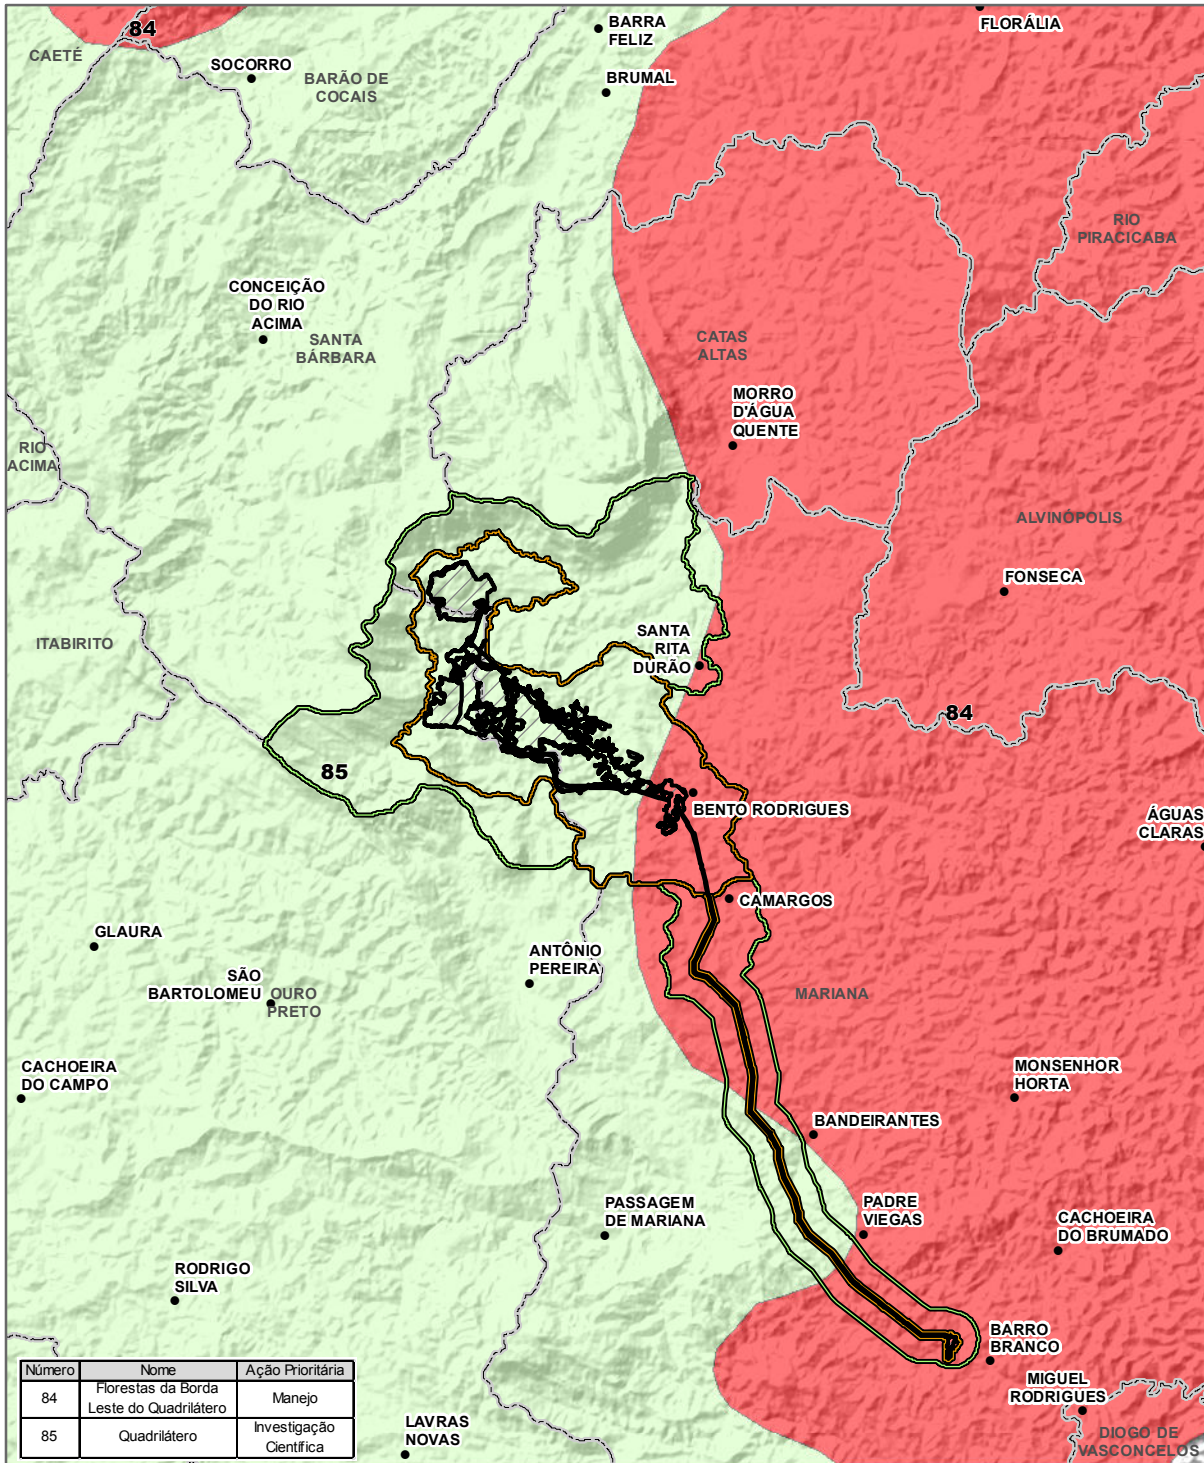 84
FLORÁLIA
BARRA
FELIZ
CAETÉ
SOCORRO
BARÃO DE
COCAIS
BRUMAL
RIO
PIRACICABA
CONCEIÇÃO
DO RIO
ACIMA
SANTA
BÁRBARA
CATAS
ALTAS
MORRO
D'ÁGUA
QUENTE
RIO
ACIMA
ALVINÓPOLIS
FONSECA
ITABIRITO
SANTA
RITA
DURÃO
84
85
BENTO RODRIGUES
ÁGUAS
CLARAS
CAMARGOS
GLAURA
ANTÔNIO
PEREIRA
SÃO
BARTOLOMEU
OURO
PRETO
MARIANA
CACHOEIRA
DO CAMPO
MONSENHOR
HORTA
BANDEIRANTES
PASSAGEM
DE MARIANA
PADRE
VIEGAS
CACHOEIRA
DO BRUMADO
RODRIGO
SILVA
BARRO
BRANCO
MIGUEL
RODRIGUES
LAVRAS
NOVAS
DIOGO DE
VASCONCELOS
Número Nome Ação Prioritária
84 Florestas da Borda Leste do Quadrilátero Manejo
85 Quadrilátero Investigação Científica